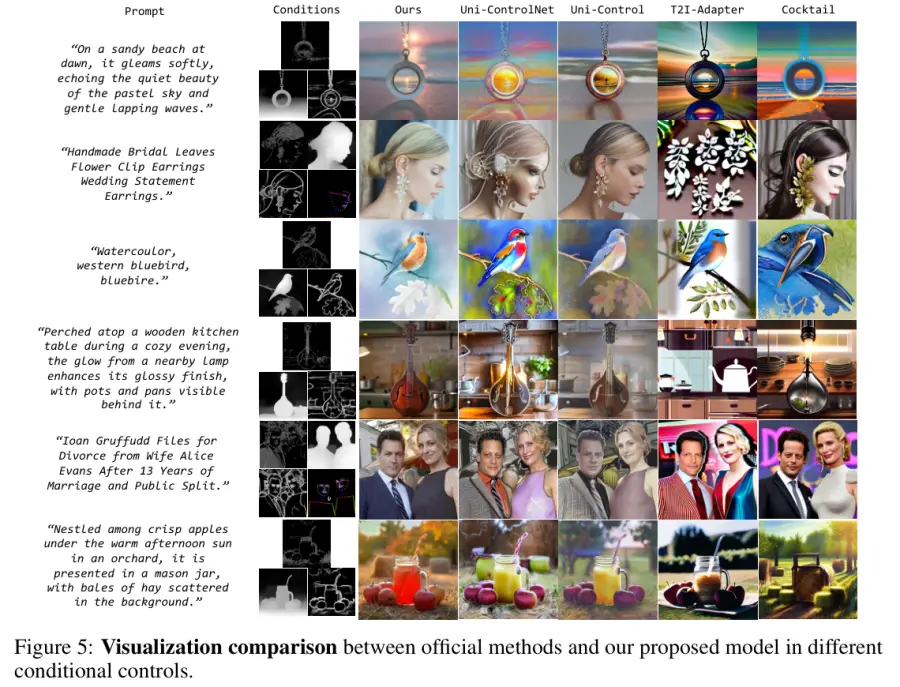 Prompt Conditions Ours Uni-ControlNet Uni-Control T2I-Adapter Cocktail
“On a sandy beach at
dawn, it gleams softly,
echoing the quiet beauty
of the pastel sky and
gentle lapping waves.”
“Handmade Bridal Leaves
Flower Clip Earrings
Wedding Statement
Earrings.”
“Watercoulor,
western bluebird,
bluebire.”
“Perched atop a wooden kitchen
table during a cozy evening,
the glow from a nearby lamp
enhances its glossy finish,
with pots and pans visible
behind it.”
“Ioan Gruffudd Files for
Divorce from Wife Alice
Evans After 13 Years of
Marriage and Public Split.”
“Nestled among crisp apples
under the warm afternoon sun
in an orchard, it is
presented in a mason jar,
with bales of hay scattered
in the background.”
Figure 5: Visualization comparison between official methods and our proposed model in different
conditional controls.